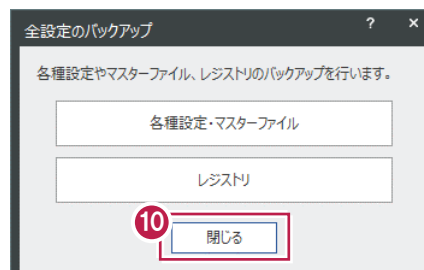 全設定のバックアップ ? ×
各種設定やマスターファイル、レジストリのバックアップを行います。
各種設定・マスターファイル
レジストリ
10
閉じる